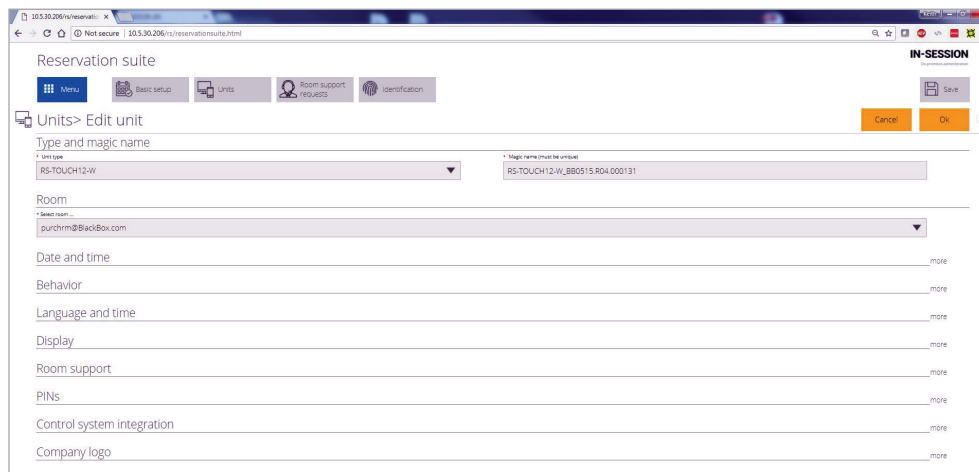 10.5.30.206/rs/reservatio
Not secure | 10.5.30.206/rs/reservationsuite.html
Reservation suite
IN-SESSION
On-premises administration
Menu
Basic setup
Units
Room support
requests
Identification
Save
Units> Edit unit
Cancel
Ok
Type and magic name
* Unit type
* Magic name (must be unique)
RS-TOUCH12-W
RS-TOUCH12-W_BB0515.R04.000131
Room
* Select room ...
purchrm@BlackBox.com
Date and time
more
Behavior
more
Language and time
more
Display
more
Room support
more
PINs
more
Control system integration
more
Company logo
more